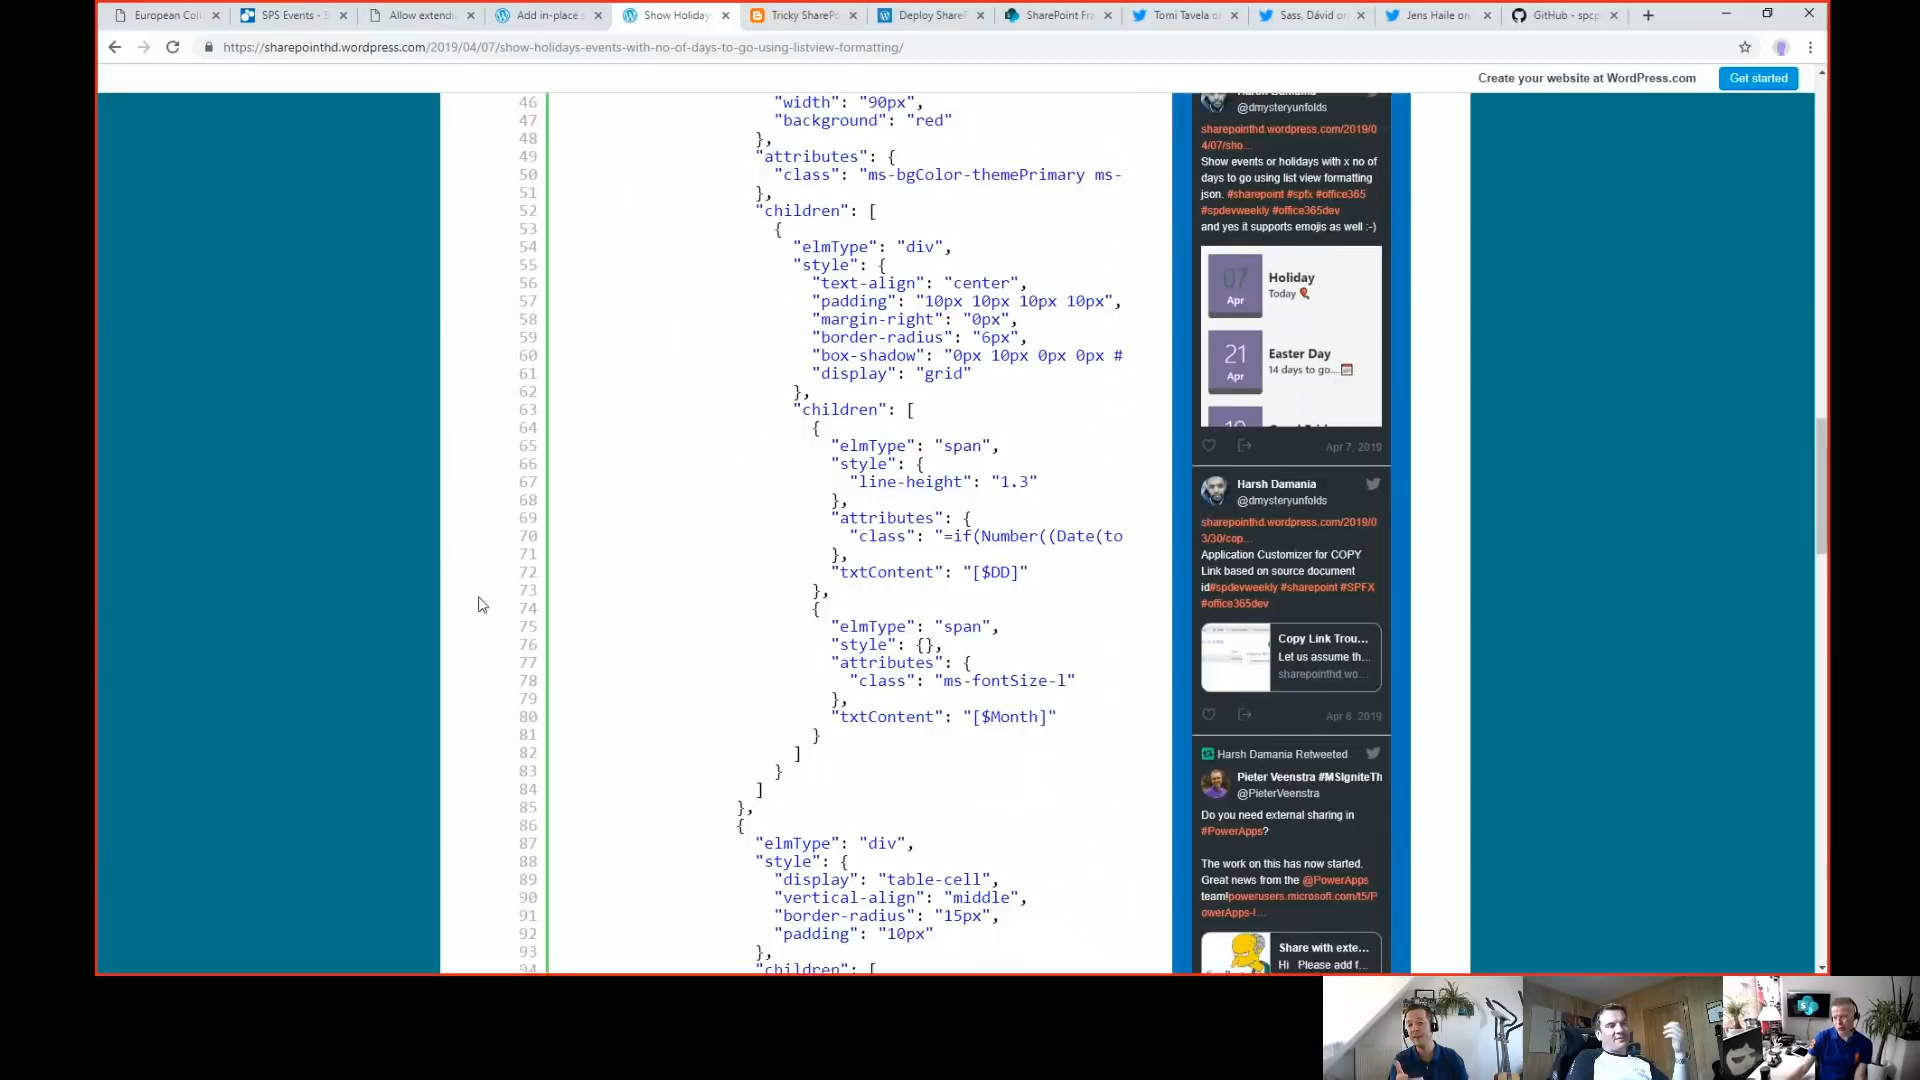 European Col
SPS Events - S
Allow extendi
Add in-place s
Show Holiday
Tricky SharePo
Deploy ShareF
SharePoint Fra
Tomi Tavela o
Sass, Dávid or
Jens Haile on
GitHub - spcp
https://sharepointhd.wordpress.com/2019/04/07/show-holidays-events-with-no-of-days-to-go-using-listview-formatting/
Create your website at WordPress.com
Get started
46 "width": "90px",
47 "background": "red"
48 },
49 "attributes": {
50 "class": "ms-bgColor-themePrimary ms-
51 },
52 "children": [
53 {
54 "elmType": "div",
55 "style": {
56 "text-align": "center",
57 "padding": "10px 10px 10px 10px",
58 "margin-right": "0px",
59 "border-radius": "6px",
60 "box-shadow": "0px 10px 0px 0px #
61 "display": "grid"
62 },
63 "children": [
64 {
65 "elmType": "span",
66 "style": {
67 "line-height": "1.3"
68 },
69 "attributes": {
70 "class": "=if(Number((Date(to
71 },
72 "txtContent": "[$DD]"
73 },
74 {
75 "elmType": "span",
76 "style": {},
77 "attributes": {
78 "class": "ms-fontSize-l"
79 },
80 "txtContent": "[$Month]"
81 }
82 ]
83 }
84 ]
85 },
86 {
87 "elmType": "div",
88 "style": {
89 "display": "table-cell",
90 "vertical-align": "middle",
91 "border-radius": "15px",
92 "padding": "10px"
93 },
94 "children": [
@dmysteryunfolds
sharepointhd.wordpress.com/2019/0
4/07/sho...
Show events or holidays with x no of
days to go using list view formatting
json. #sharepoint #spfx #office365
#spdevweekly #office365dev
and yes it supports emojis as well :-)
07
Apr
Holiday
Today
21
Apr
Easter Day
14 days to go....
Apr 7, 2019
Harsh Damania
@dmysteryunfolds
sharepointhd.wordpress.com/2019/0
3/30/cop...
Application Customizer for COPY
Link based on source document
id#spdevweekly #sharepoint #SPFX
#office365dev
Copy Link Trou...
Let us assume th...
sharepointhd.wo...
Apr 6, 2019
Harsh Damania Retweeted
Pieter Veenstra #MSIgniteTh
@PieterVeenstra
Do you need external sharing in
#PowerApps?
The work on this has now started.
Great news from the @PowerApps
team!powerusers.microsoft.com/t5/P
owerApps-I...
Share with exte...
Hi Please add f...